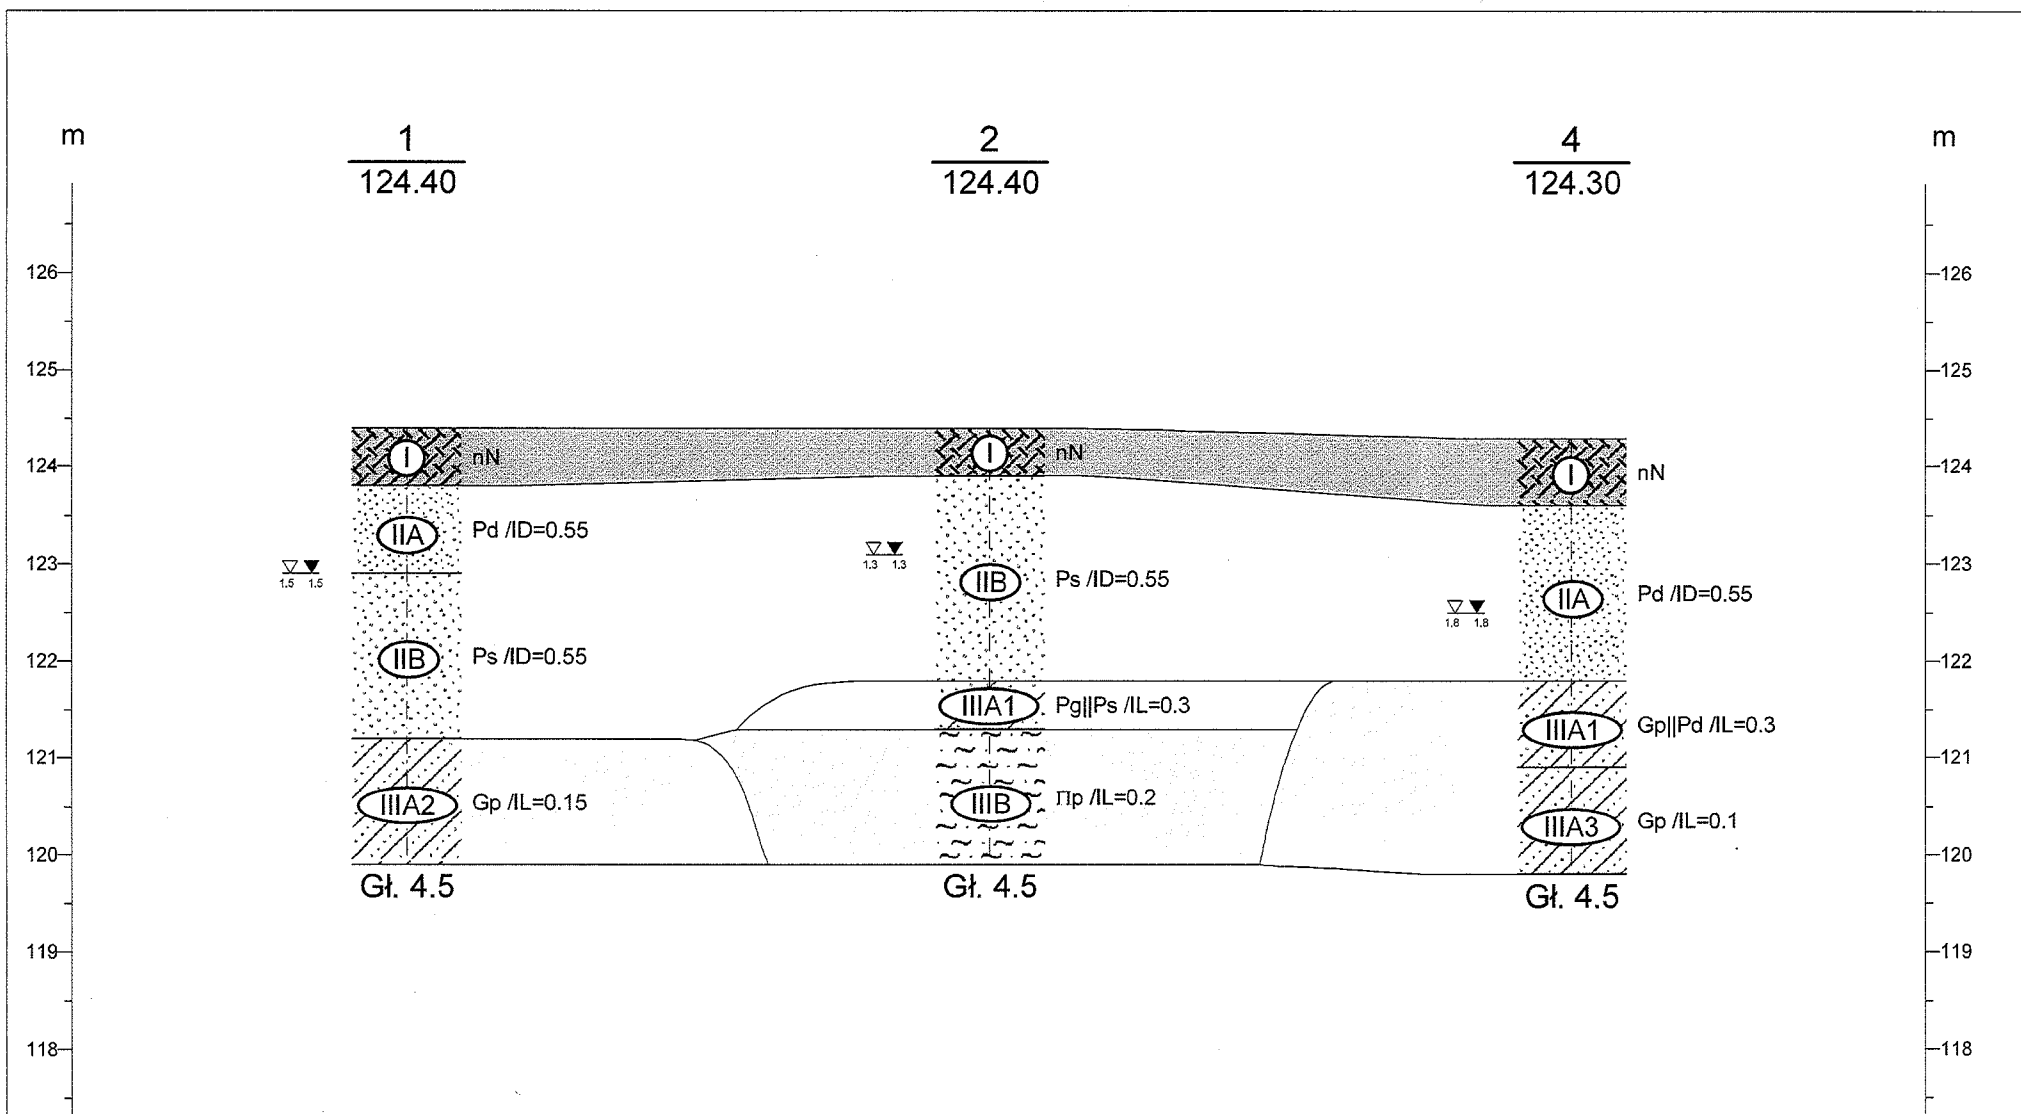 m 1 2 4 m
124.40 124.40 124.30
126 126
125 125
I nN I nN
124 I nN 124
IIA Pd /ID=0.55
123 1.5 1.5 1.3 1.3 IIB Ps /ID=0.55 123
1.8 1.8 IIA Pd /ID=0.55
122 IIB Ps /ID=0.55 122
IIIA1 Pg||Ps /IL=0.3
IIIA1 Gp||Pd /IL=0.3
121 121
IIIA2 Gp /IL=0.15 IIIB Πp /IL=0.2
IIIA3 Gp /IL=0.1
120 120
Gł. 4.5 Gł. 4.5 Gł. 4.5
119 119
118 118